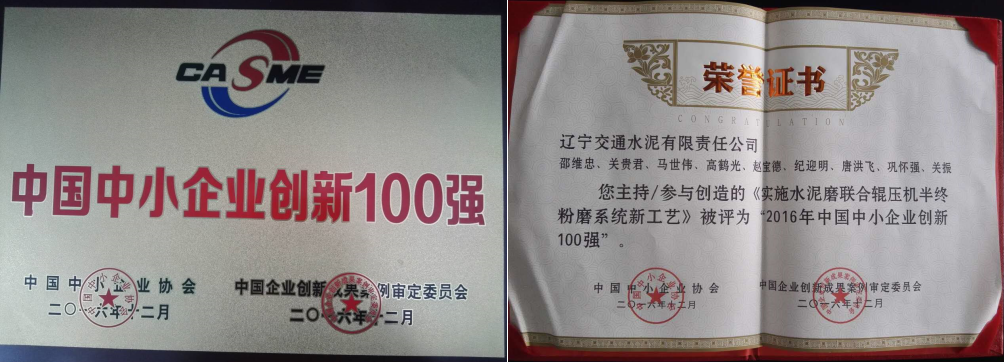 CASME
中国中小企业创新100强
中国中小企业协会
二〇一六年十二月
中国企业创新成果案例审定委员会
二〇一六年十二月
荣誉证书
CONGRATULATION
辽宁交通水泥有限责任公司
邵维忠、关贵君、马世伟、高鹤光、赵宝德、纪迎明、唐洪飞、巩怀强、关振
您主持/参与创造的《实施水泥磨联合辊压机半终
粉磨系统新工艺》被评为“2016年中国中小企业创新
100强”。
中国中小企业协会
二〇一六年十二月
中国企业创新成果案例审定委员会
二〇一六年十二月